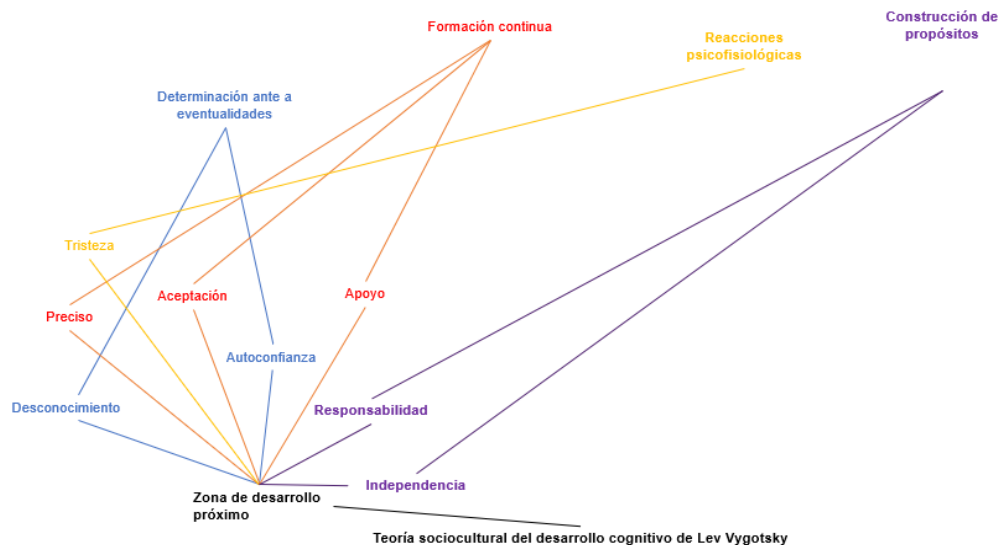 Formación continua
Construcción de
propósitos
Reacciones
psicofisiológicas
Determinación ante a
eventualidades
Tristeza
Aceptación
Apoyo
Preciso
Autoconfianza
Desconocimiento
Responsabilidad
Independencia
Zona de desarrollo
próximo
Teoría sociocultural del desarrollo cognitivo de Lev Vygotsky